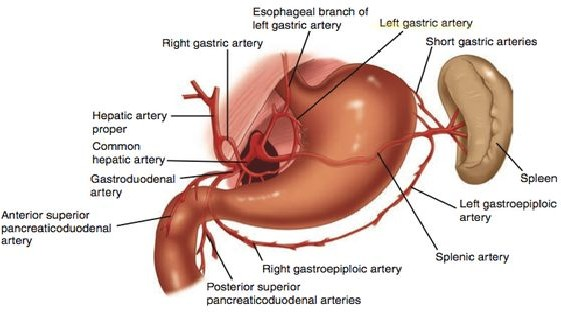 Esophageal branch of
left gastric artery
Left gastric artery
Right gastric artery
Short gastric arteries
Hepatic artery
proper
Common
hepatic artery
Gastroduodenal
artery
Spleen
Left gastroepiploic
artery
Anterior superior
pancreaticoduodenal
artery
Splenic artery
Right gastroepiploic artery
Posterior superior
pancreaticoduodenal arteries